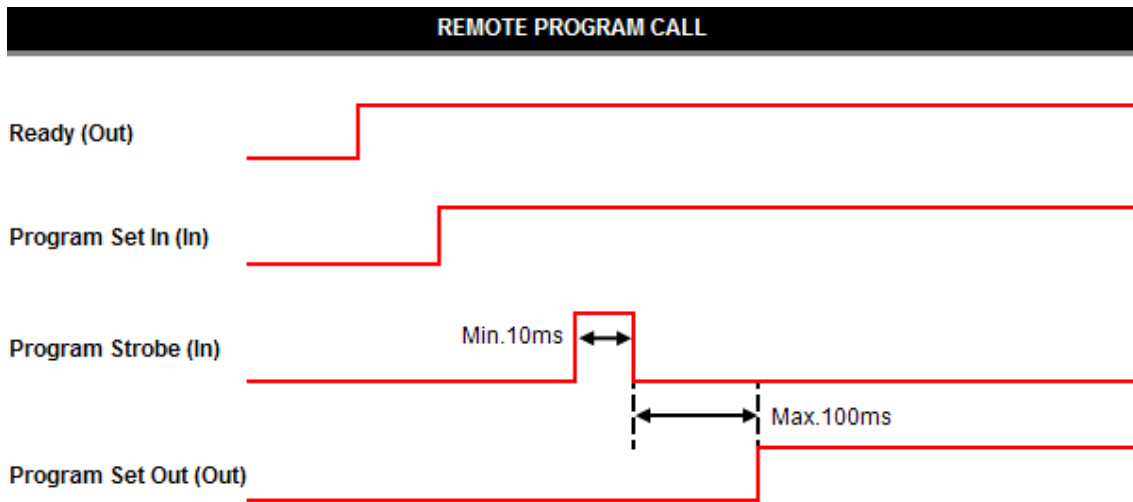 REMOTE PROGRAM CALL
Ready (Out)
Program Set In (In)
Min.10ms
Program Strobe (In)
Max.100ms
Program Set Out (Out)